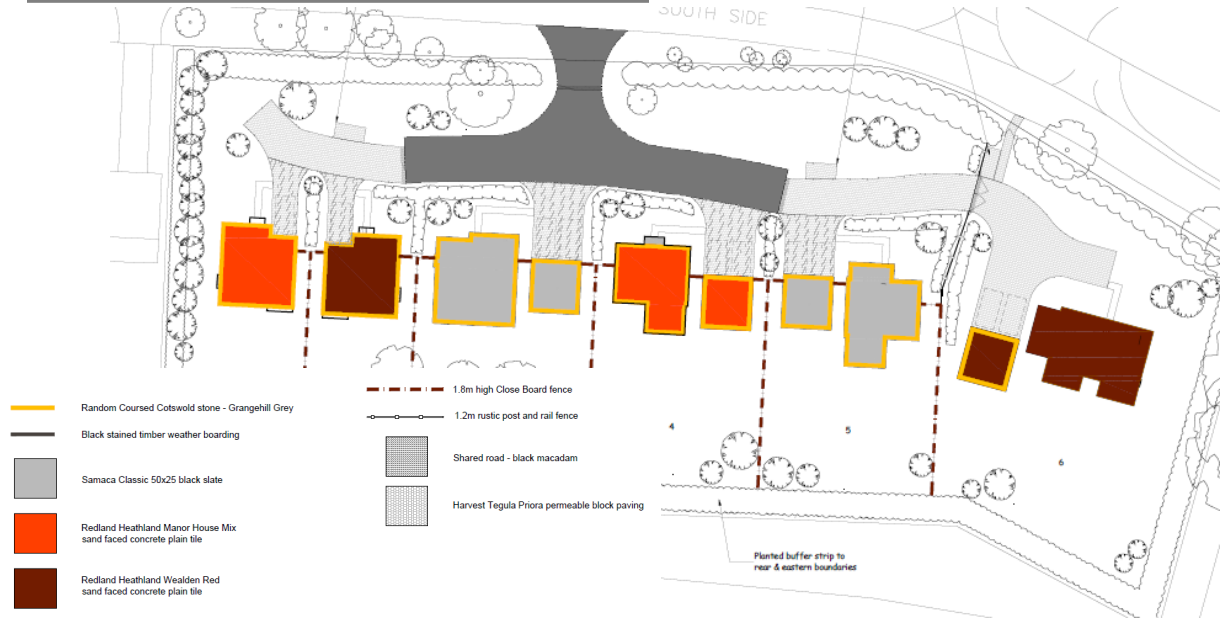 SOUTH SIDE
1.8m high Close Board fence
Random Coursed Cotswold stone - Grangehill Grey
1.2m rustic post and rail fence
Black stained timber weather boarding
4
5
6
Shared road - black macadam
Samaca Classic 50x25 black slate
Harvest Tegula Priora permeable block paving
Redland Heathland Manor House Mix
sand faced concrete plain tile
Planted buffer strip to
rear & eastern boundaries
Redland Heathland Wealden Red
sand faced concrete plain tile